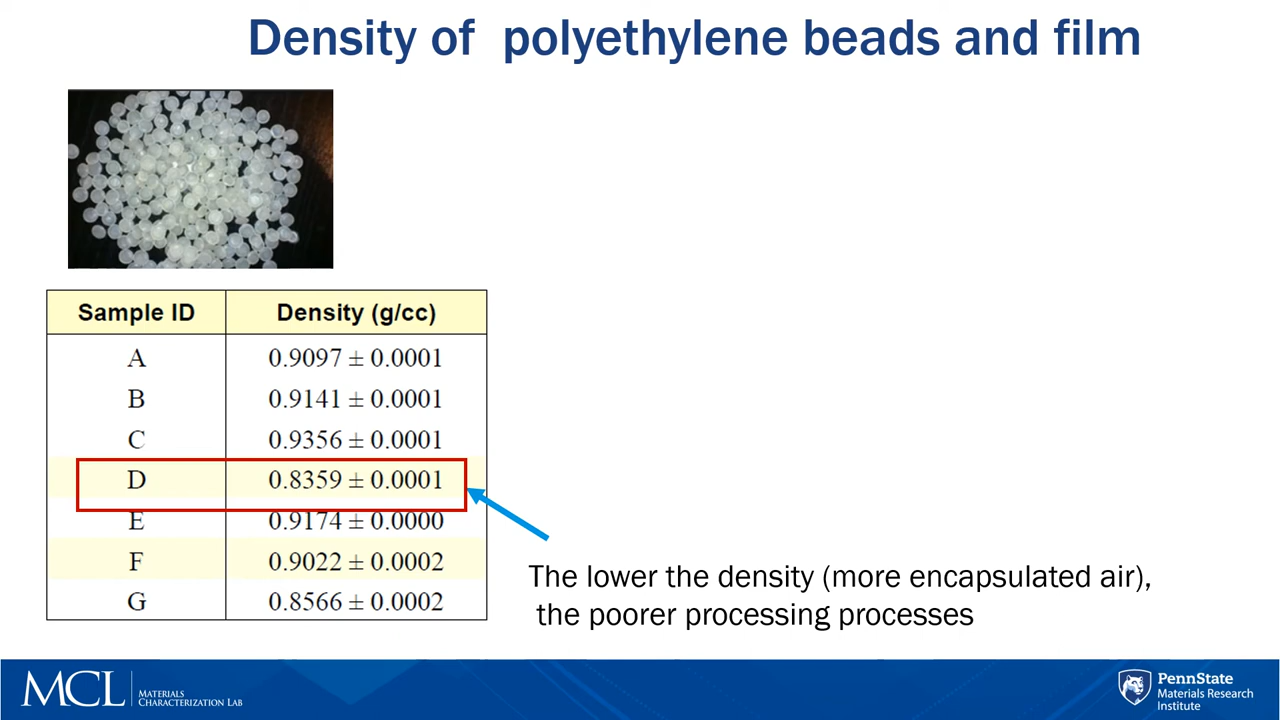 Density of  polyethylene beads and film
Sample ID Density (g/cc)
A 0.9097 ± 0.0001
B 0.9141 ± 0.0001
C 0.9356 ± 0.0001
D 0.8359 ± 0.0001
E 0.9174 ± 0.0000
F 0.9022 ± 0.0002
G 0.8566 ± 0.0002
The lower the density (more encapsulated air),
the poorer processing processes
MCL MATERIALS
CHARACTERIZATION LAB
PennState
Materials Research
Institute